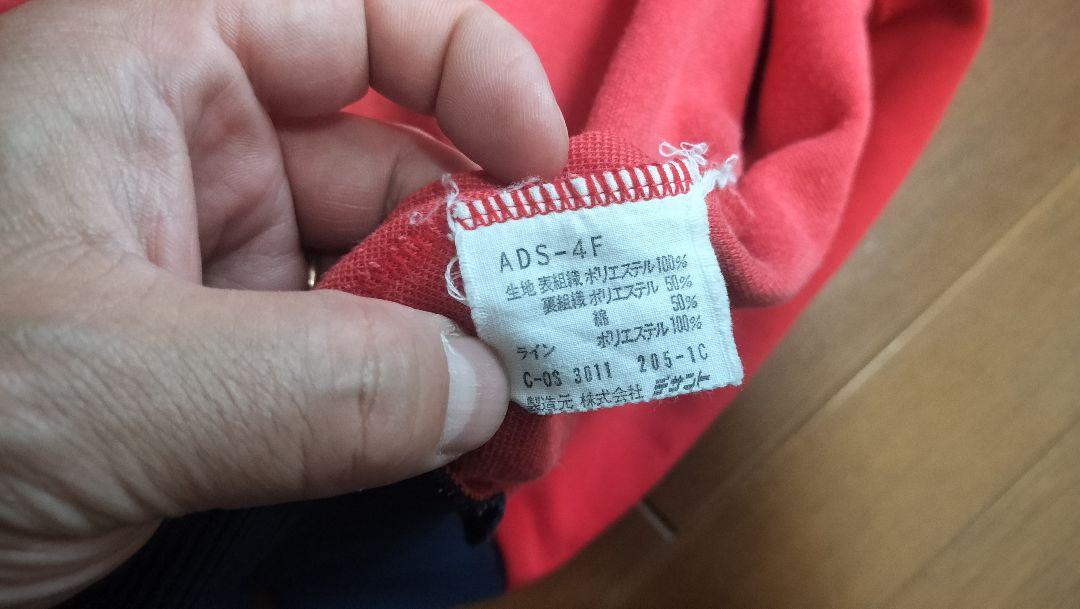 ADS-4F
生地 表組織 ポリエステル100%
裏組織 ポリエステル 50%
綿 50%
ライン ポリエステル100%
C-OS 3011 205-1C
製造元 株式会社 デサント